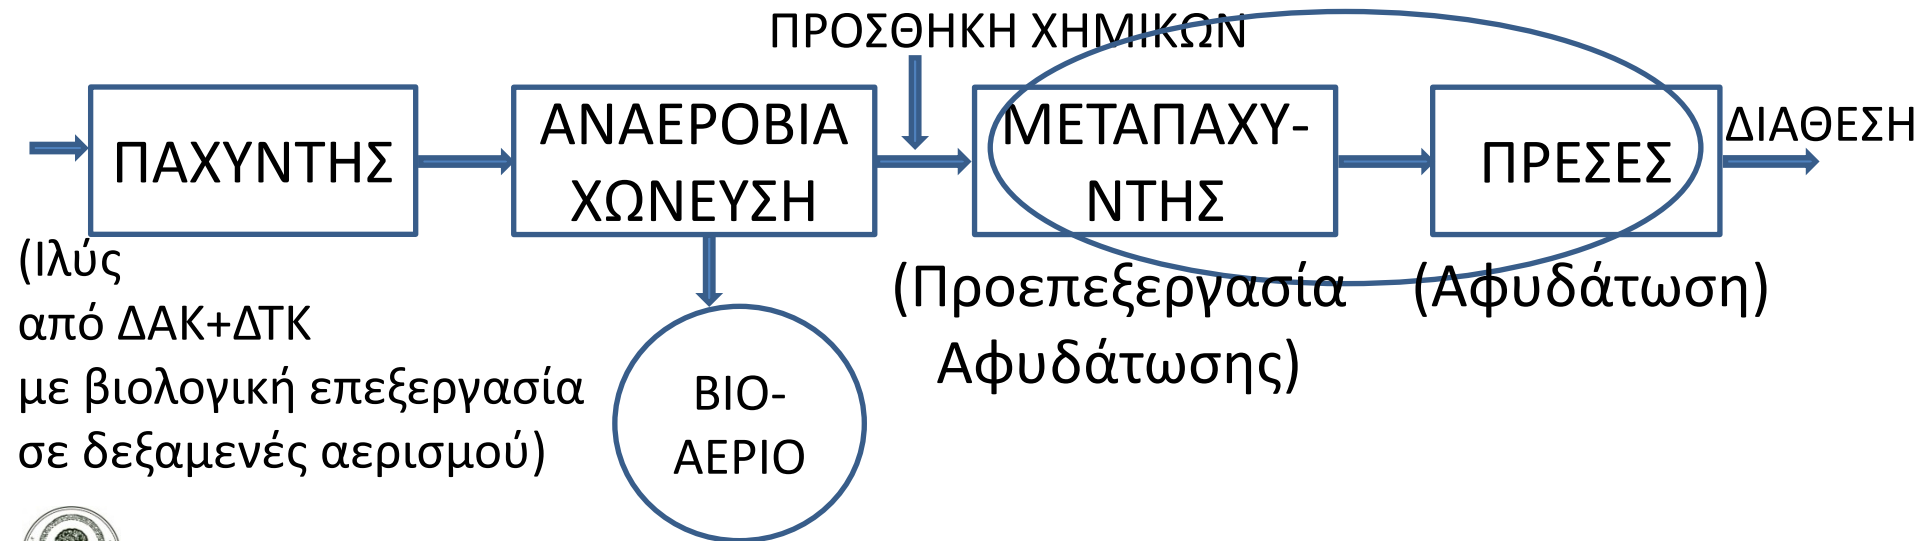 ΠΡΟΣΘΗΚΗ ΧΗΜΙΚΩΝ
ΠΑΧΥΝΤΗΣ
ΑΝΑΕΡΟΒΙΑ
ΧΩΝΕΥΣΗ
ΜΕΤΑΠΑΧΥ-
ΝΤΗΣ
ΠΡΕΣΕΣ
ΔΙΑΘΕΣΗ
(Ιλύς
από ΔΑΚ+ΔΤΚ
με βιολογική επεξεργασία
σε δεξαμενές αερισμού)
ΒΙΟ-
ΑΕΡΙΟ
(Προεπεξεργασία
Αφυδάτωσης)
(Αφυδάτωση)